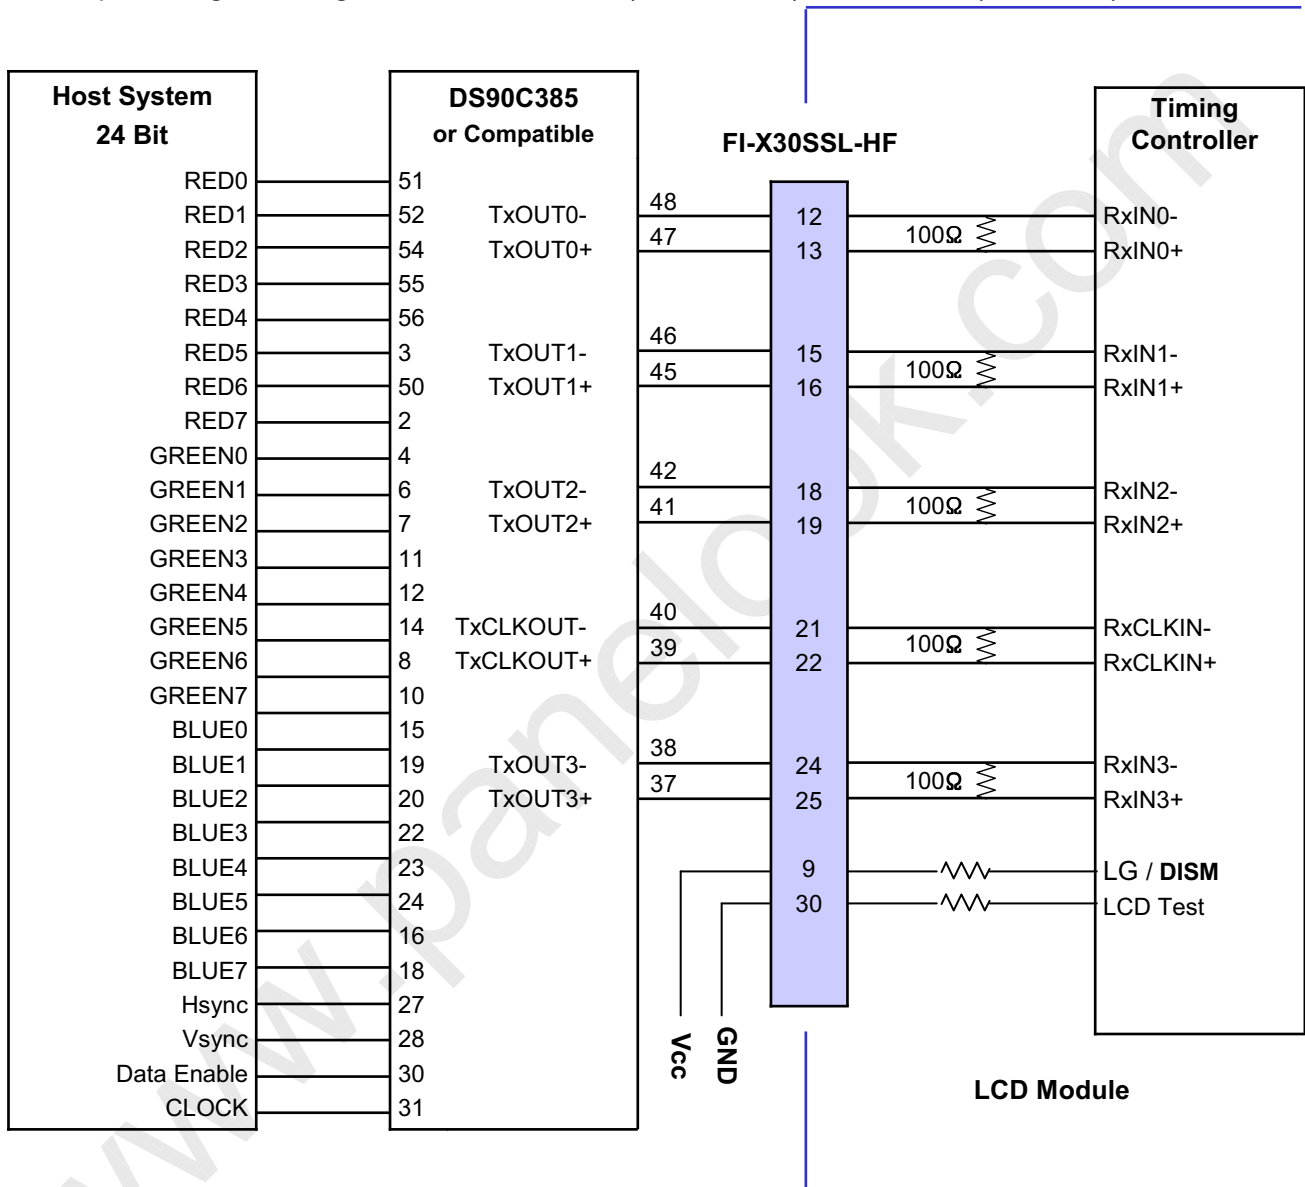 Host System
24 Bit
RED0
RED1
RED2
RED3
RED4
RED5
RED6
RED7
GREEN0
GREEN1
GREEN2
GREEN3
GREEN4
GREEN5
GREEN6
GREEN7
BLUE0
BLUE1
BLUE2
BLUE3
BLUE4
BLUE5
BLUE6
BLUE7
Hsync
Vsync
Data Enable
CLOCK
DS90C385
or Compatible
51
52
54
55
56
3
50
2
4
6
7
11
12
14
8
10
15
19
20
22
23
24
16
18
27
28
30
31
TxOUT0-
TxOUT0+
TxOUT1-
TxOUT1+
TxOUT2-
TxOUT2+
TxCLKOUT-
TxCLKOUT+
TxOUT3-
TxOUT3+
48
47
46
45
42
41
40
39
38
37
Vcc
GND
FI-X30SSL-HF
12
13
15
16
18
19
21
22
24
25
9
30
100Ω
100Ω
100Ω
100Ω
100Ω
Timing
Controller
RxIN0-
RxIN0+
RxIN1-
RxIN1+
RxIN2-
RxIN2+
RxCLKIN-
RxCLKIN+
RxIN3-
RxIN3+
LG / DISM
LCD Test
LCD Module
www.panelook.com